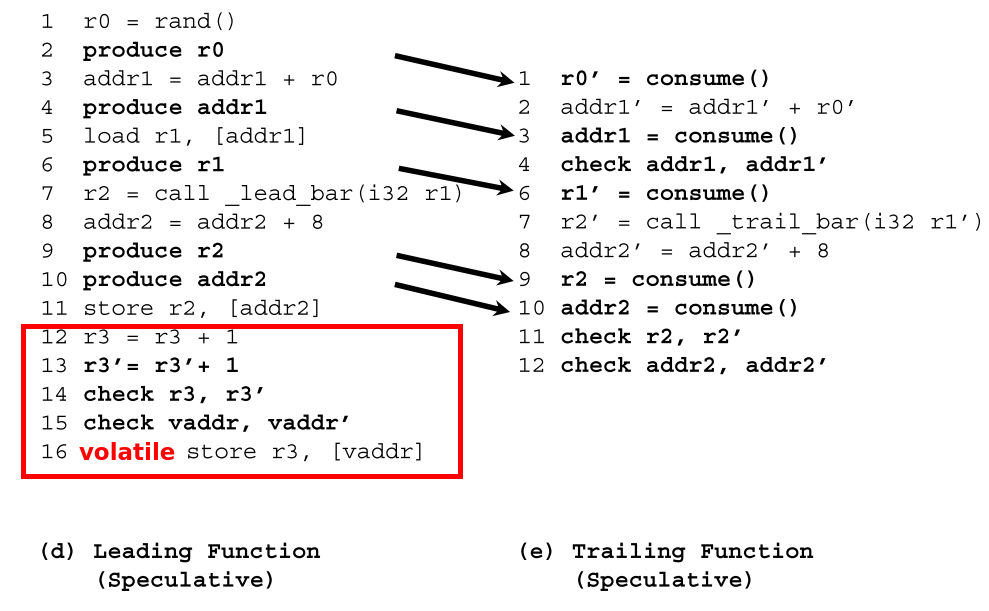 1 r0 = rand()
2 produce r0
3 addr1 = addr1 + r0
4 produce addr1
5 load r1, [addr1]
6 produce r1
7 r2 = call _lead_bar(i32 r1)
8 addr2 = addr2 + 8
9 produce r2
10 produce addr2
11 store r2, [addr2]
12 r3 = r3 + 1
13 r3′= r3′+ 1
14 check r3, r3′
15 check vaddr, vaddr′
16 volatile store r3, [vaddr]
(d) Leading Function
(Speculative)
1 r0′ = consume()
2 addr1′ = addr1′ + r0′
3 addr1 = consume()
4 check addr1, addr1′
6 r1′ = consume()
7 r2′ = call _trail_bar(i32 r1′)
8 addr2′ = addr2′ + 8
9 r2 = consume()
10 addr2 = consume()
11 check r2, r2′
12 check addr2, addr2′
(e) Trailing Function
(Speculative)